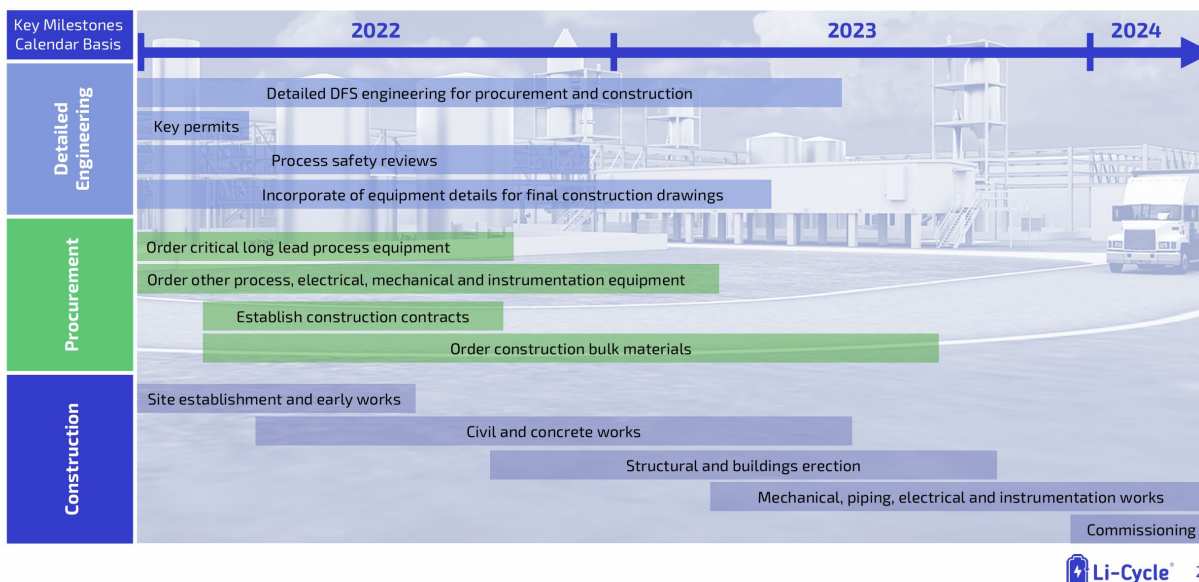 Key Milestones
Calendar Basis
2022
2023
2024
Detailed
Engineering
Detailed DFS engineering for procurement and construction
Key permits
Process safety reviews
Incorporate of equipment details for final construction drawings
Procurement
Order critical long lead process equipment
Order other process, electrical, mechanical and instrumentation equipment
Establish construction contracts
Order construction bulk materials
Construction
Site establishment and early works
Civil and concrete works
Structural and buildings erection
Mechanical, piping, electrical and instrumentation works
Commissioning
Li-Cycle®